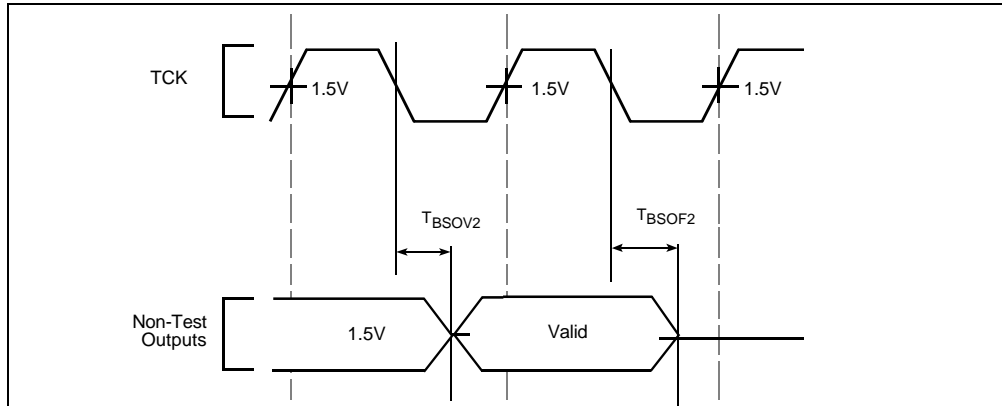 TCK
1.5V
1.5V
1.5V
TBSOV2
TBSOF2
Non-Test
Outputs
1.5V
Valid